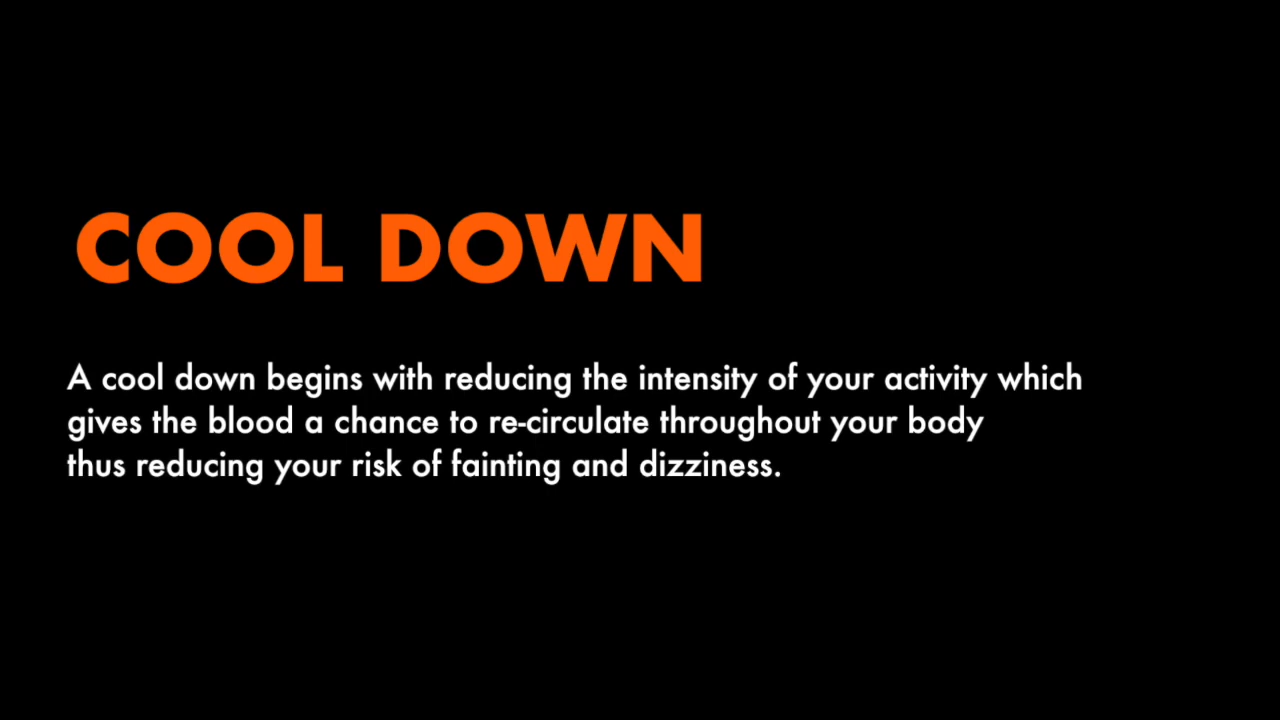 COOL DOWN
A cool down begins with reducing the intensity of your activity which
gives the blood a chance to re-circulate throughout your body
thus reducing your risk of fainting and dizziness.